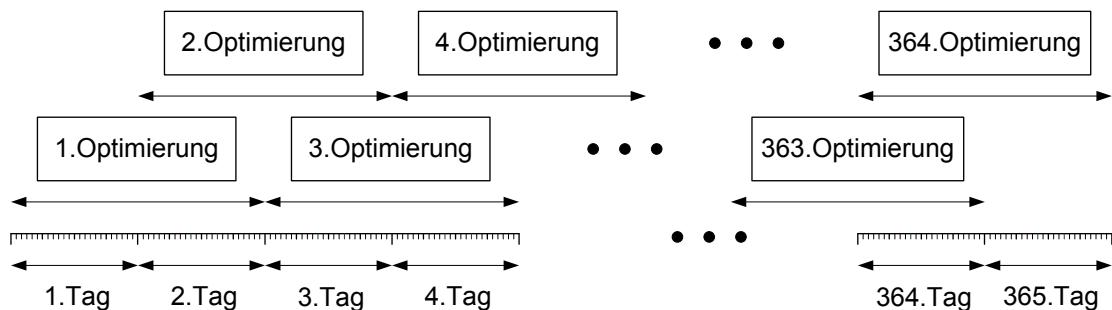 2.Optimierung 4.Optimierung 364.Optimierung
1.Optimierung 3.Optimierung 363.Optimierung
1.Tag 2.Tag 3.Tag 4.Tag 364.Tag 365.Tag